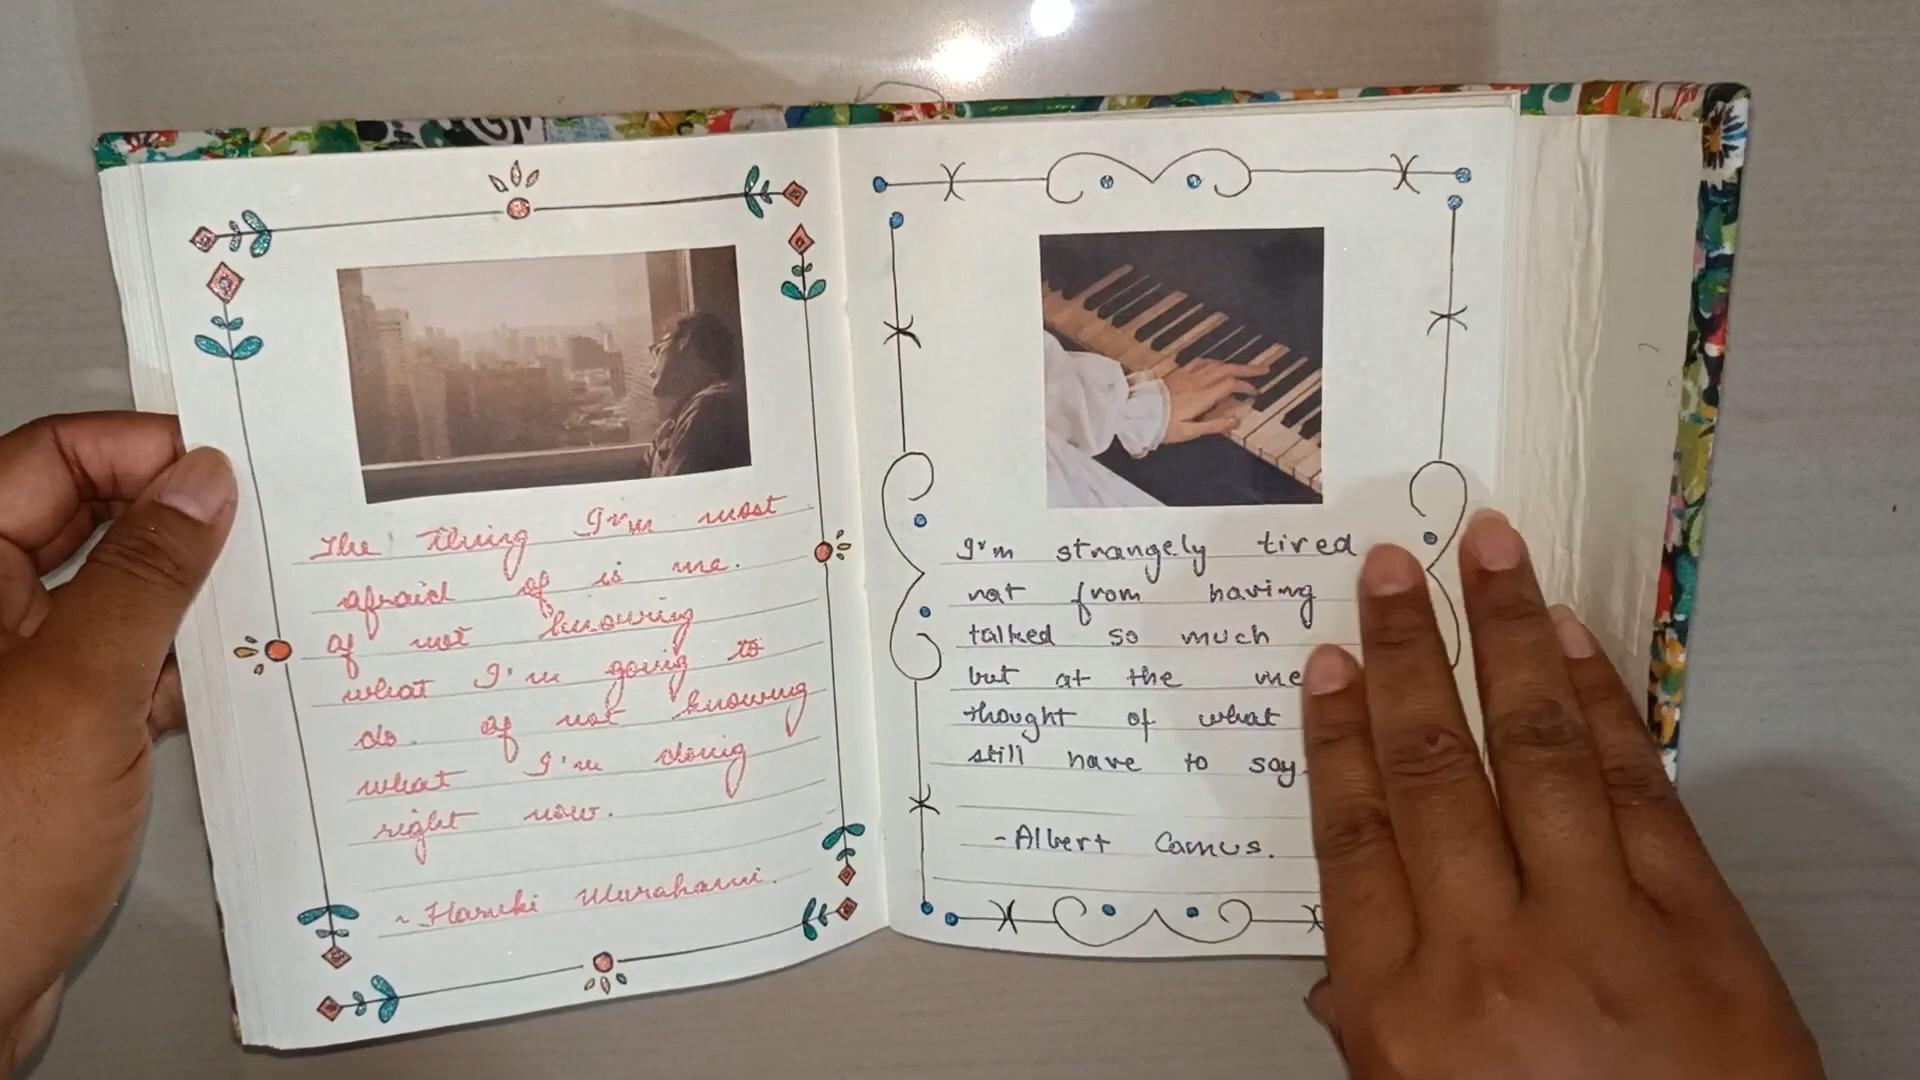 The thing I'm most
afraid of is me.
of not knowing
what I'm going to
do. of not knowing
what I'm doing
right now.
~ Haruki Murakami.
I'm strangely tired
not from having
talked so much
but at the
thought of what
still have to say.
- Albert Camus.